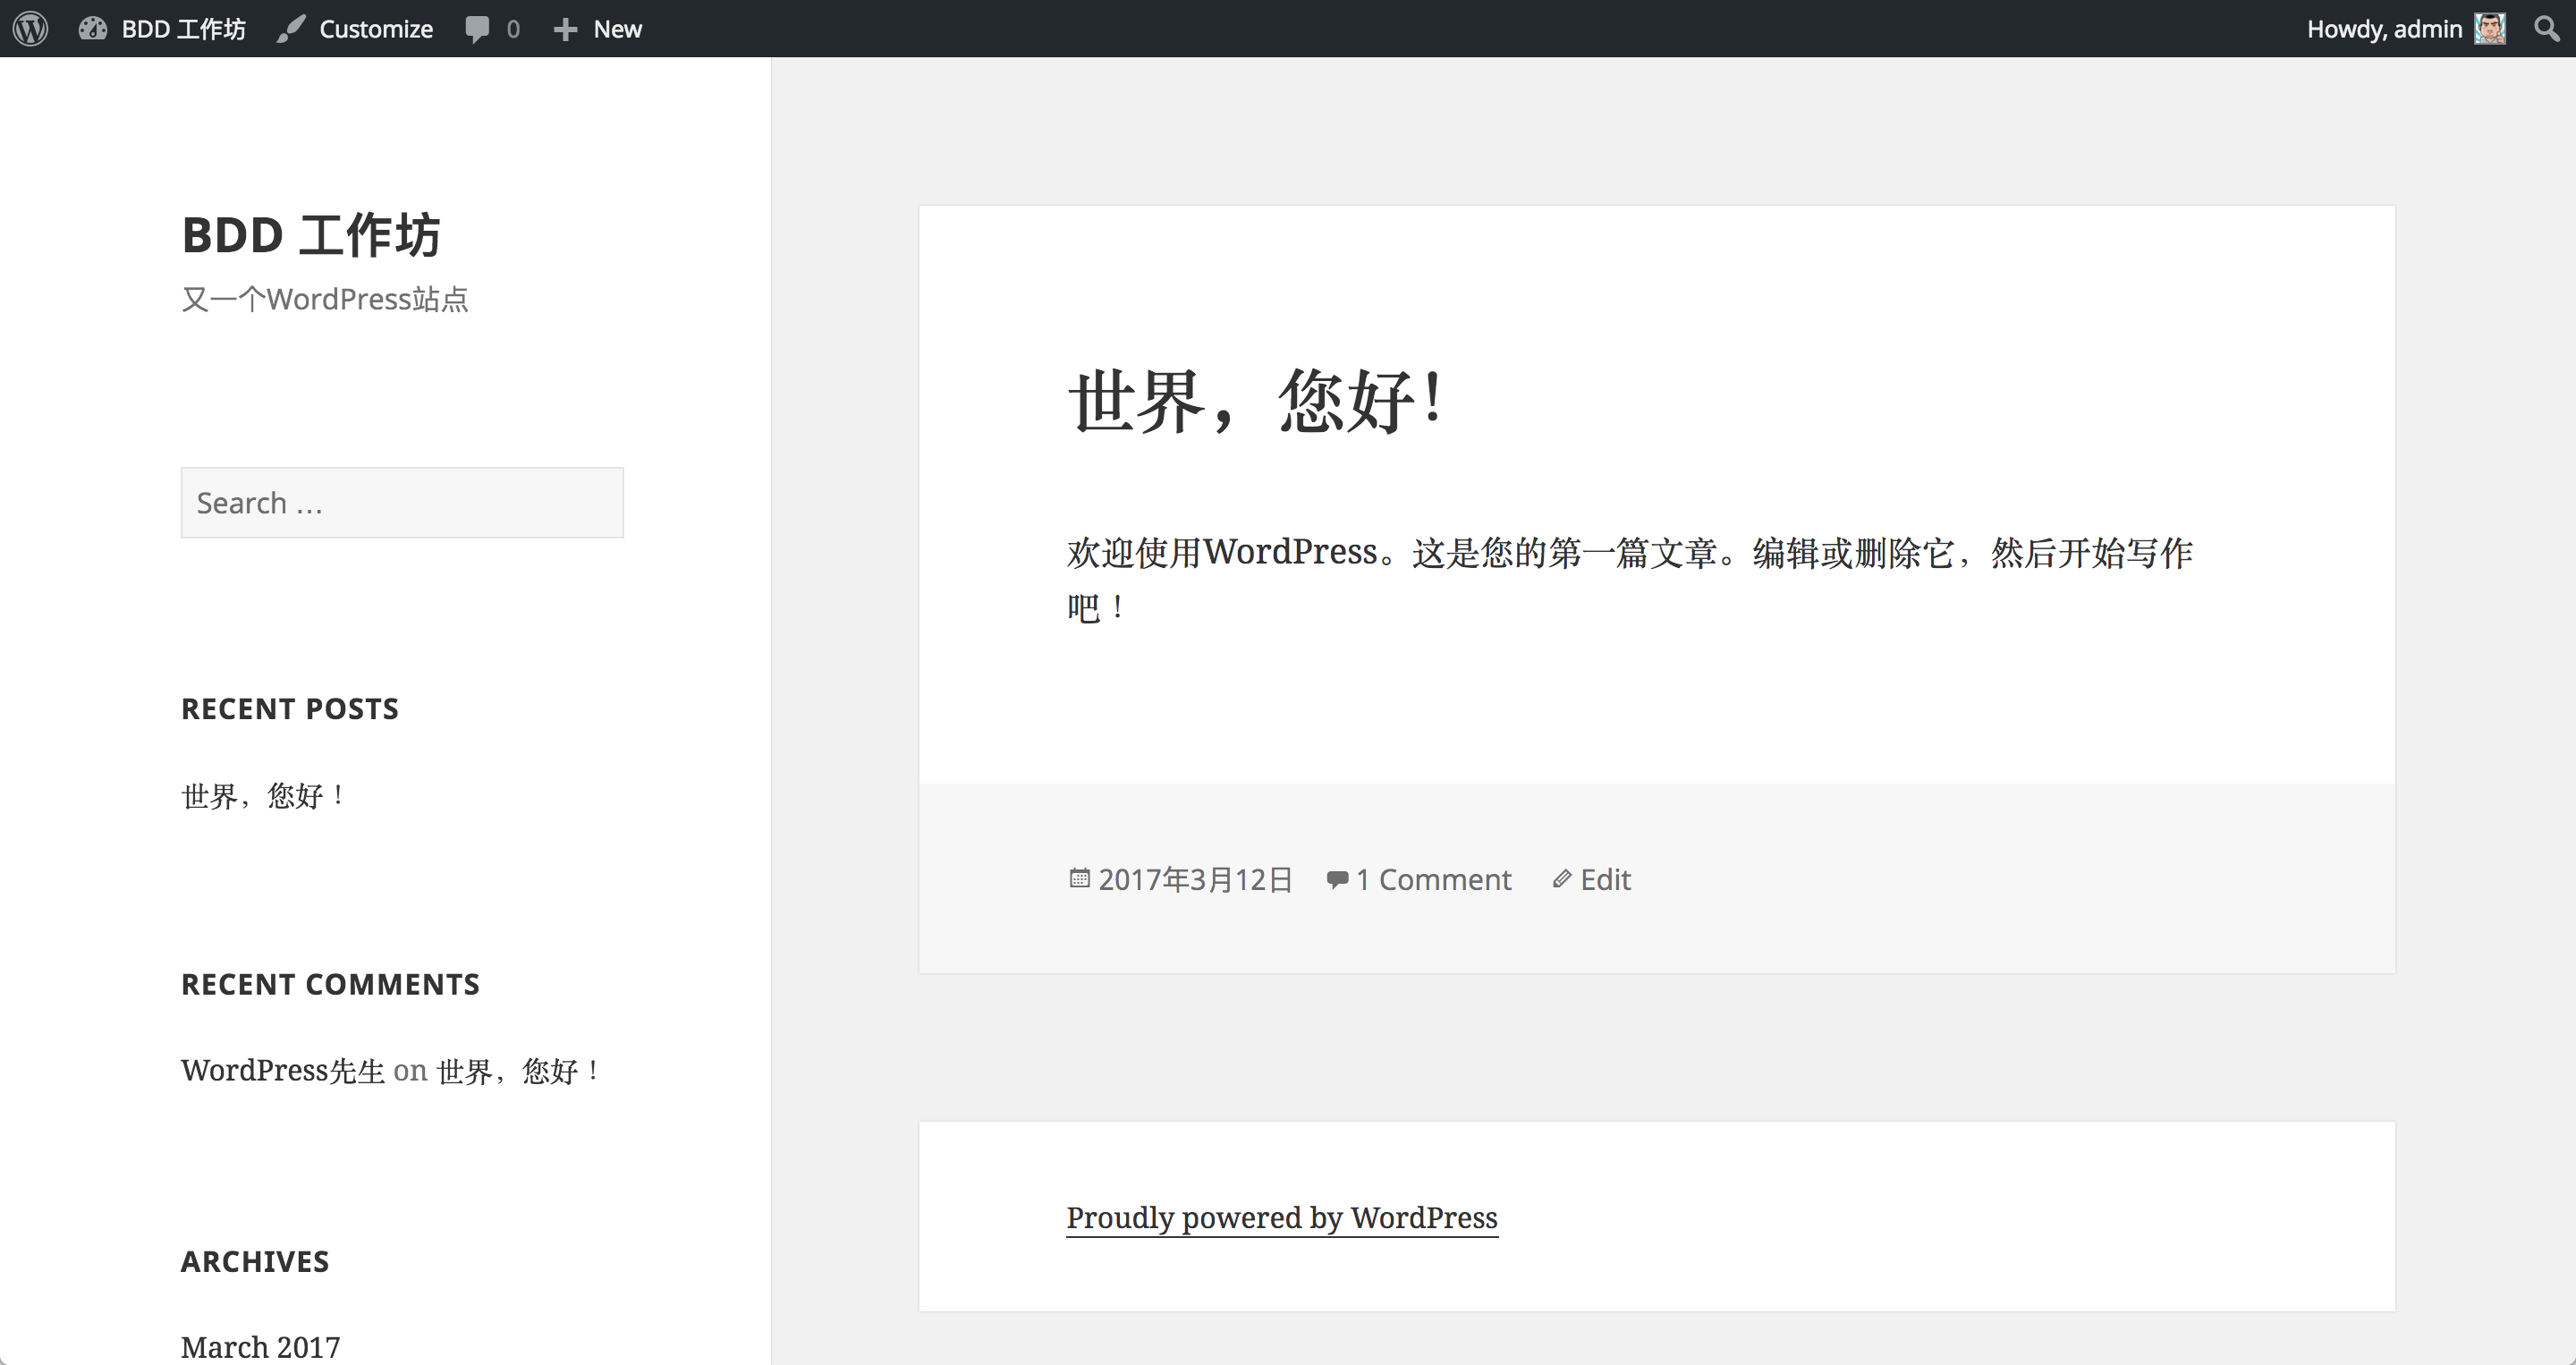 BDD 工作坊 Customize 0 New Howdy, admin
BDD 工作坊
又一个WordPress站点
Search …
RECENT POSTS
世界，您好！
RECENT COMMENTS
WordPress先生 on 世界，您好！
ARCHIVES
March 2017
世界，您好！
欢迎使用WordPress。这是您的第一篇文章。编辑或删除它，然后开始写作
吧！
2017年3月12日 1 Comment Edit
Proudly powered by WordPress